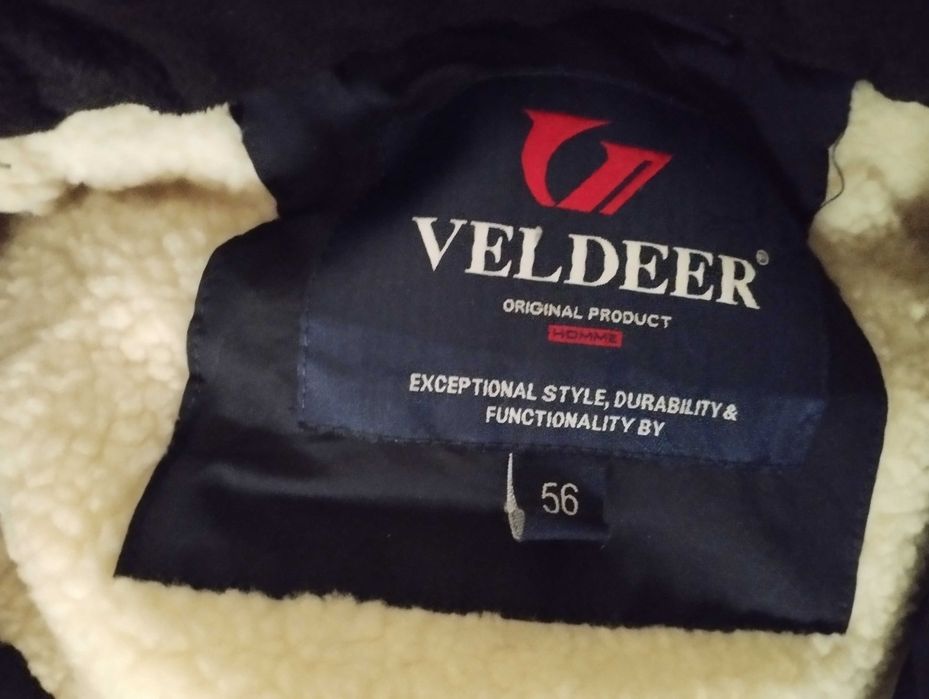 VELDEER®
ORIGINAL PRODUCT
HOMME
EXCEPTIONAL STYLE, DURABILITY &
FUNCTIONALITY BY
56